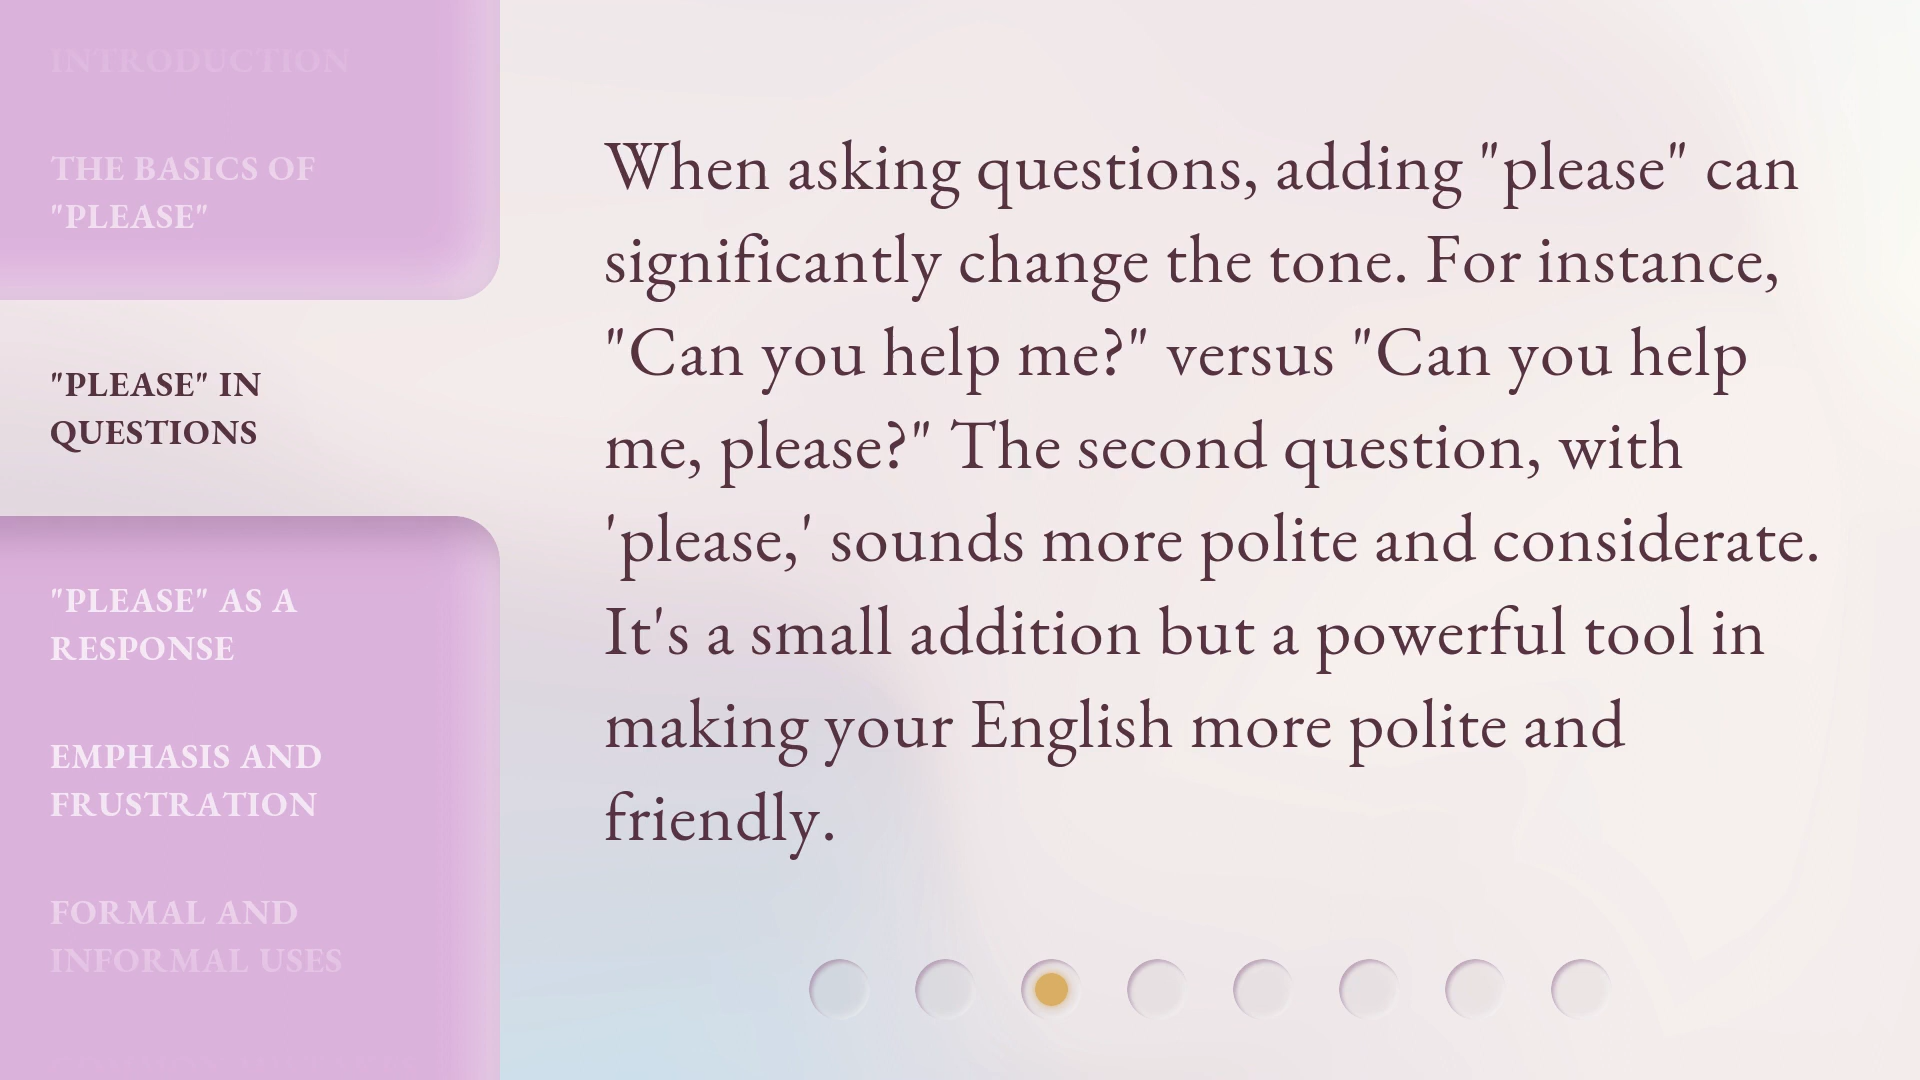 INTRODUCTION
THE BASICS OF
"PLEASE"
"PLEASE" IN
QUESTIONS
"PLEASE" AS A
RESPONSE
EMPHASIS AND
FRUSTRATION
FORMAL AND
INFORMAL USES
When asking questions, adding "please" can
significantly change the tone. For instance,
"Can you help me?" versus "Can you help
me, please?" The second question, with
'please,' sounds more polite and considerate.
It's a small addition but a powerful tool in
making your English more polite and
friendly.